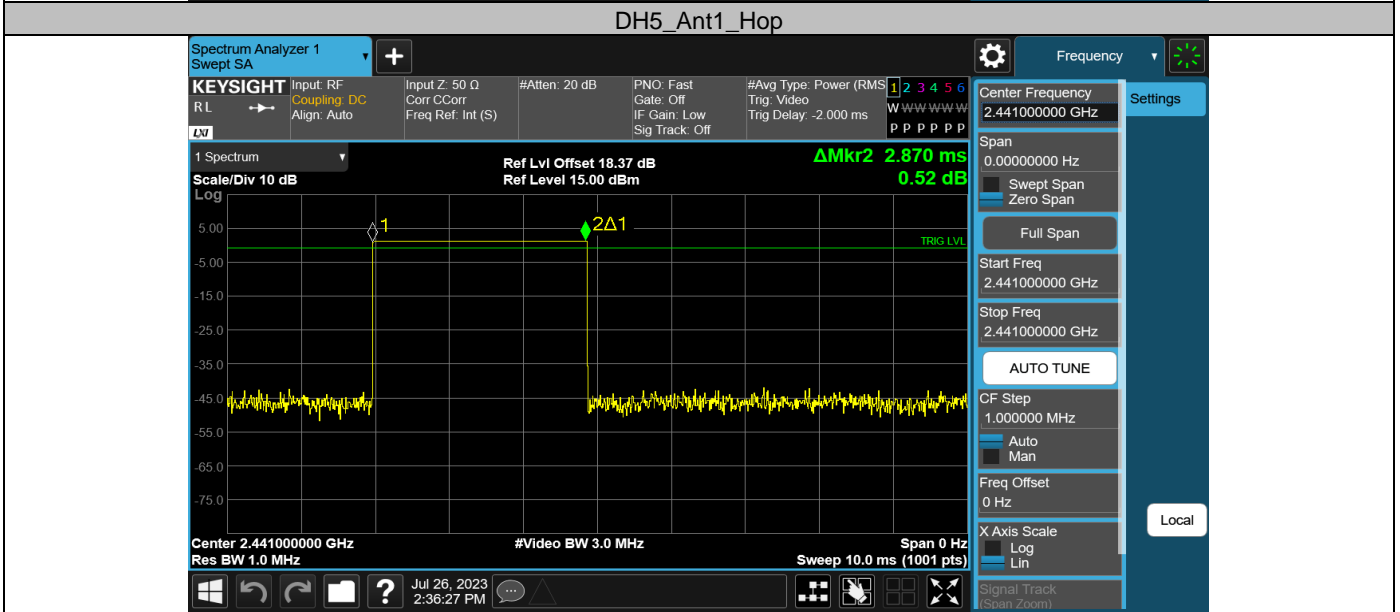 DH5_Ant1_Hop
Spectrum Analyzer 1
Swept SA
+
Frequency
KEYSIGHT
RL
LXI
Input: RF
Coupling: DC
Align: Auto
Input Z: 50 Ω
Corr CCorr
Freq Ref: Int (S)
#Atten: 20 dB
PNO: Fast
Gate: Off
IF Gain: Low
Sig Track: Off
#Avg Type: Power (RMS
Trig: Video
Trig Delay: -2.000 ms
1 2 3 4 5 6
W W W W W W
P P P P P P
1 Spectrum
Scale/Div 10 dB
Log
Ref Lvl Offset 18.37 dB
Ref Level 15.00 dBm
ΔMkr2 2.870 ms
0.52 dB
1
2Δ1
TRIG LVL
5.00
-5.00
-15.0
-25.0
-35.0
-45.0
-55.0
-65.0
-75.0
Center 2.441000000 GHz
Res BW 1.0 MHz
#Video BW 3.0 MHz
Span 0 Hz
Sweep 10.0 ms (1001 pts)
Center Frequency
2.441000000 GHz
Settings
Span
0.00000000 Hz
Swept Span
Zero Span
Full Span
Start Freq
2.441000000 GHz
Stop Freq
2.441000000 GHz
AUTO TUNE
CF Step
1.000000 MHz
Auto
Man
Freq Offset
0 Hz
X Axis Scale
Log
Lin
Local
Signal Track
(Span Zoom)
?
Jul 26, 2023
2:36:27 PM